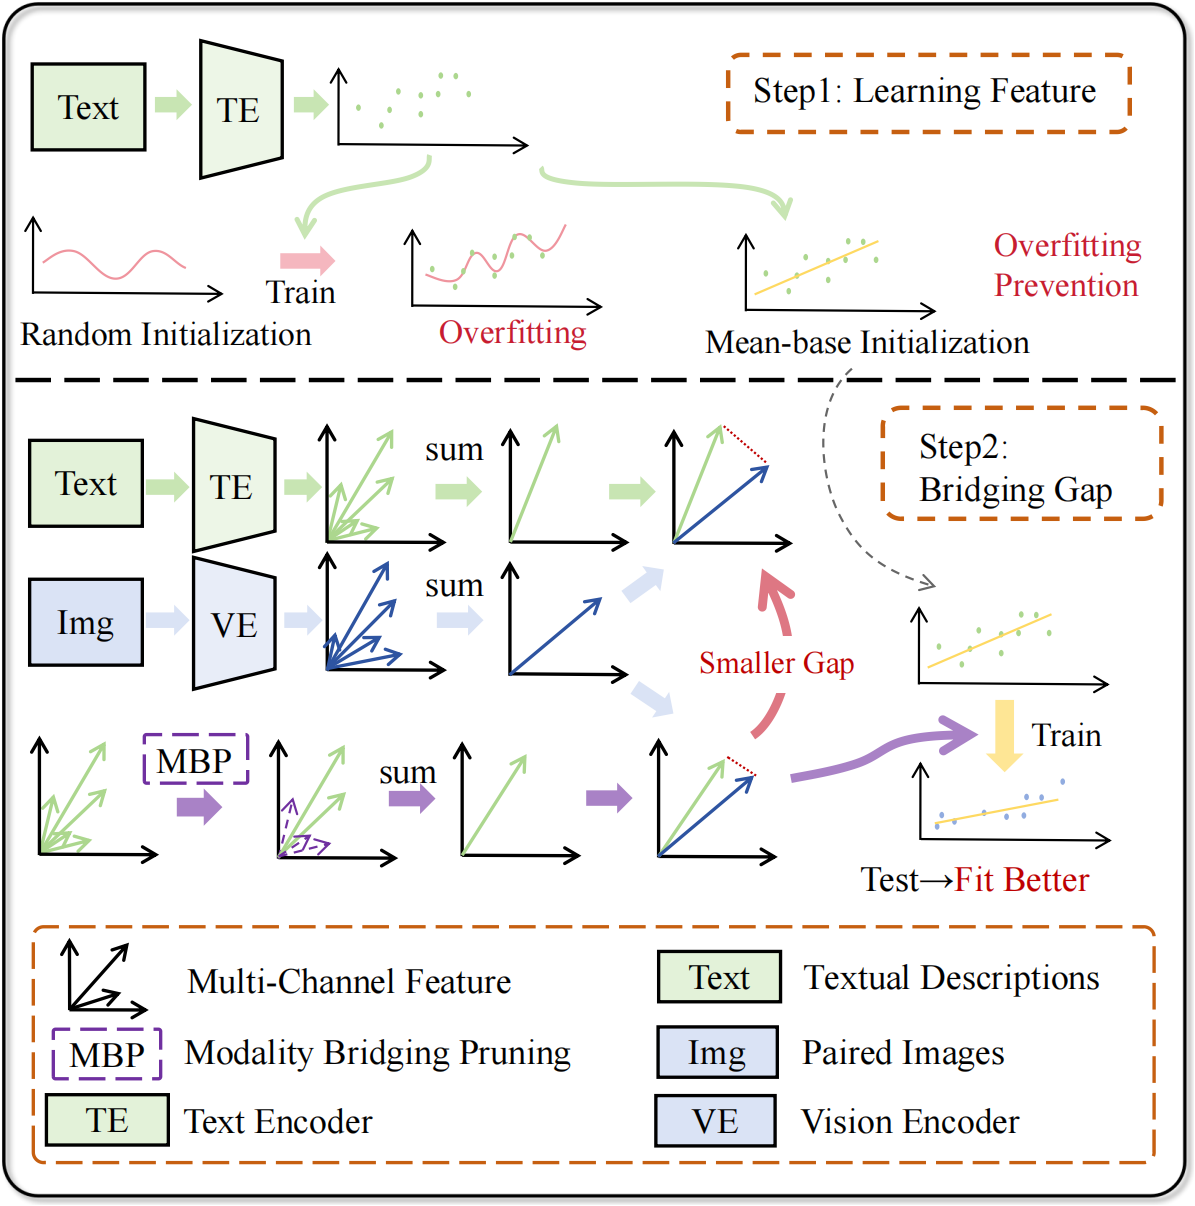 Text
TE
Step1: Learning Feature
Train
Random Initialization
Overfitting
Mean-base Initialization
Overfitting
Prevention
Text
TE
sum
Step2:
Bridging Gap
Img
VE
sum
Smaller Gap
MBP
sum
Train
Test→Fit Better
Multi-Channel Feature
Text
Textual Descriptions
MBP
Modality Bridging Pruning
Img
Paired Images
TE
Text Encoder
VE
Vision Encoder